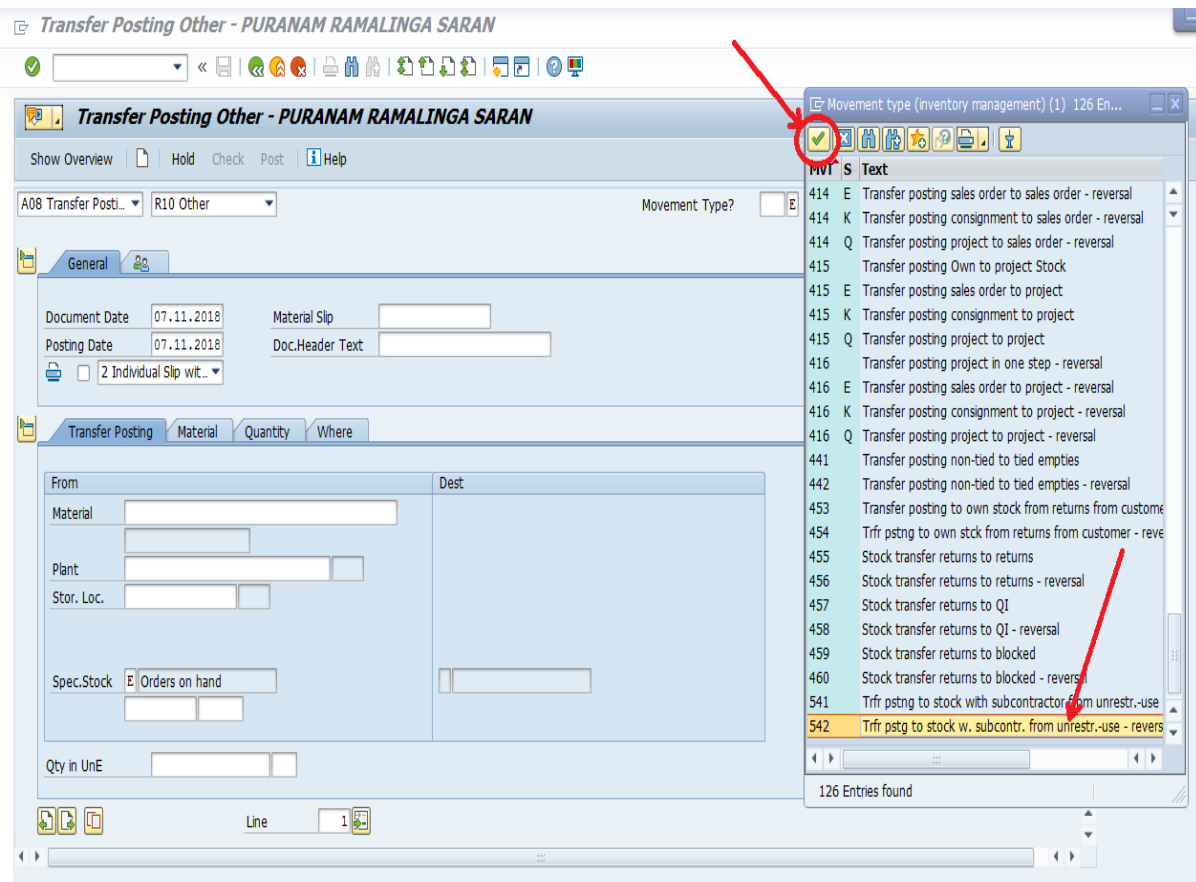 Transfer Posting Other - PURANAM RAMALINGA SARAN
Transfer Posting Other - PURANAM RAMALINGA SARAN
Show Overview Hold Check Post Help
A08 Transfer Posti... R10 Other Movement Type? E
General
Document Date 07.11.2018 Material Slip
Posting Date 07.11.2018 Doc.Header Text
2 Individual Slip wit...
Transfer Posting Material Quantity Where
From Dest
Material
Plant
Stor. Loc.
Spec.Stock E Orders on hand
Qty in UnE
Line 1
Movement type (inventory management) (1) 126 En...
MVT S Text
414 E Transfer posting sales order to sales order - reversal
414 K Transfer posting consignment to sales order - reversal
414 Q Transfer posting project to sales order - reversal
415 Transfer posting Own to project Stock
415 E Transfer posting sales order to project
415 K Transfer posting consignment to project
415 Q Transfer posting project to project
416 Transfer posting project in one step - reversal
416 E Transfer posting sales order to project - reversal
416 K Transfer posting consignment to project - reversal
416 Q Transfer posting project to project - reversal
441 Transfer posting non-tied to tied empties
442 Transfer posting non-tied to tied empties - reversal
453 Transfer posting to own stock from returns from custome
454 Trfr pstng to own stck from returns from customer - reve
455 Stock transfer returns to returns
456 Stock transfer returns to returns - reversal
457 Stock transfer returns to QI
458 Stock transfer returns to QI - reversal
459 Stock transfer returns to blocked
460 Stock transfer returns to blocked - reversal
541 Trfr pstng to stock with subcontractor from unrestr.-use
542 Trfr pstg to stock w. subcontr. from unrestr.-use - revers
126 Entries found